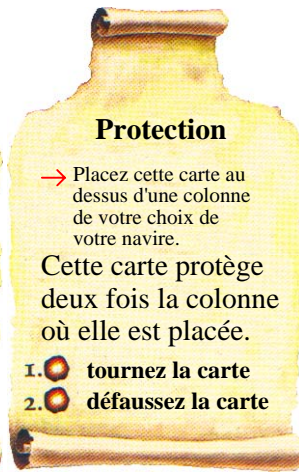 Protection
→ Placez cette carte au
dessus d'une colonne
de votre choix de
votre navire.
Cette carte protège
deux fois la colonne
où elle est placée.
1. tournez la carte
2. défaussez la carte